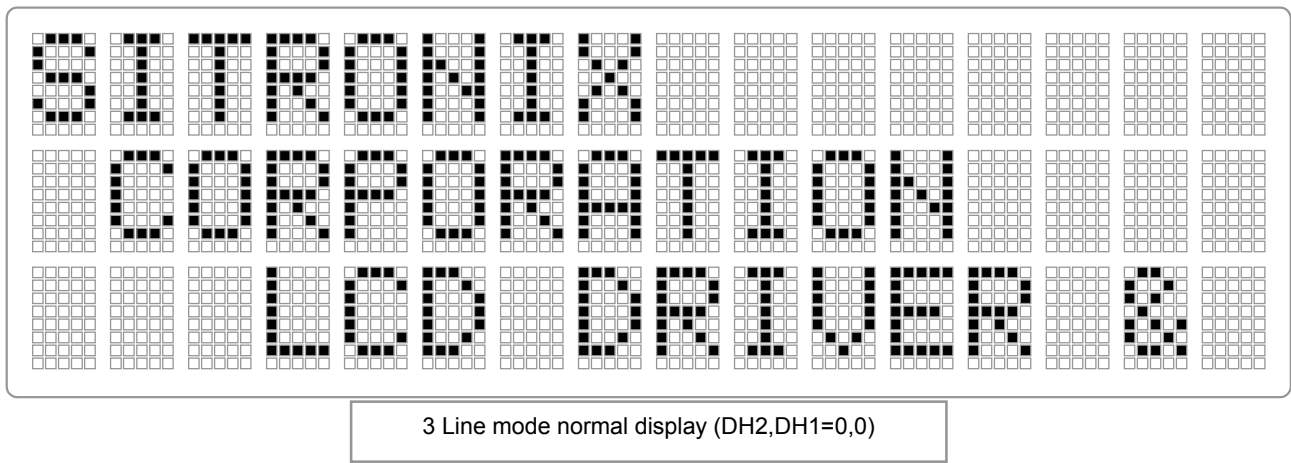 SITRONIX
CORPORATION
LCD DRIVER &
3 Line mode normal display (DH2,DH1=0,0)